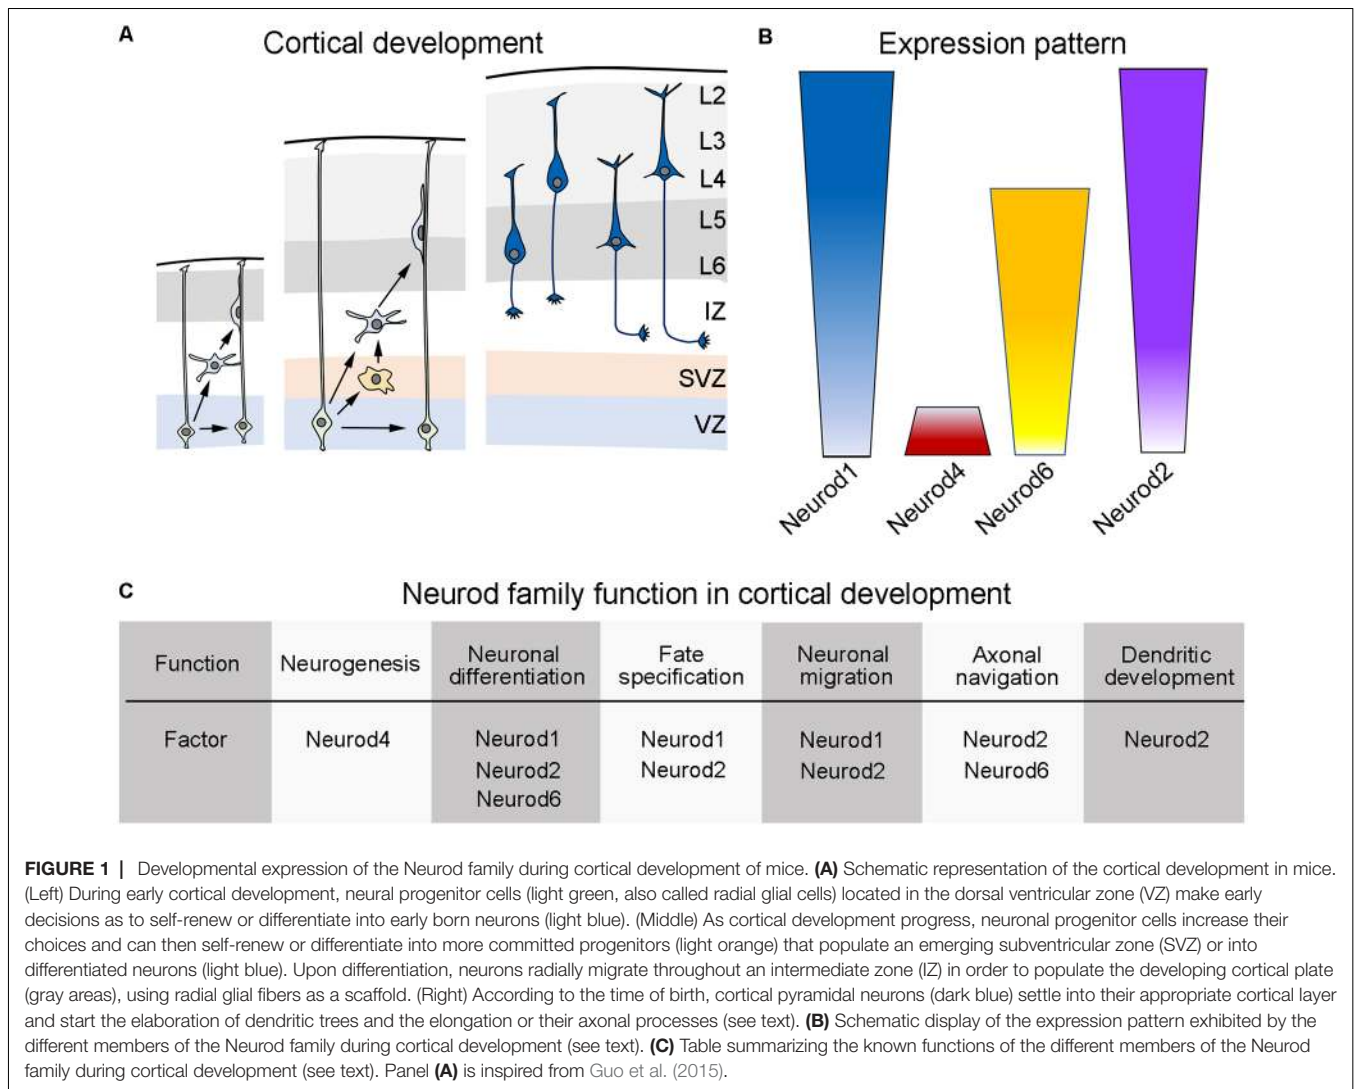 A
Cortical development
L2
L3
L4
L5
L6
IZ
SVZ
VZ
B
Expression pattern
Neurod1
Neurod4
Neurod6
Neurod2
C
Neurod family function in cortical development
Function Neurogenesis Neuronal differentiation Fate specification Neuronal migration Axonal navigation Dendritic development
Factor Neurod4 Neurod1 Neurod1 Neurod1 Neurod2 Neurod2
Neurod2 Neurod2 Neurod2 Neurod6
Neurod6
FIGURE 1 | Developmental expression of the Neurod family during cortical development of mice. (A) Schematic representation of the cortical development in mice.
(Left) During early cortical development, neural progenitor cells (light green, also called radial glial cells) located in the dorsal ventricular zone (VZ) make early
decisions as to self-renew or differentiate into early born neurons (light blue). (Middle) As cortical development progress, neuronal progenitor cells increase their
choices and can then self-renew or differentiate into more committed progenitors (light orange) that populate an emerging subventricular zone (SVZ) or into
differentiated neurons (light blue). Upon differentiation, neurons radially migrate throughout an intermediate zone (IZ) in order to populate the developing cortical plate
(gray areas), using radial glial fibers as a scaffold. (Right) According to the time of birth, cortical pyramidal neurons (dark blue) settle into their appropriate cortical layer
and start the elaboration of dendritic trees and the elongation or their axonal processes (see text). (B) Schematic display of the expression pattern exhibited by the
different members of the Neurod family during cortical development (see text). (C) Table summarizing the known functions of the different members of the Neurod
family during cortical development (see text). Panel (A) is inspired from Guo et al. (2015).